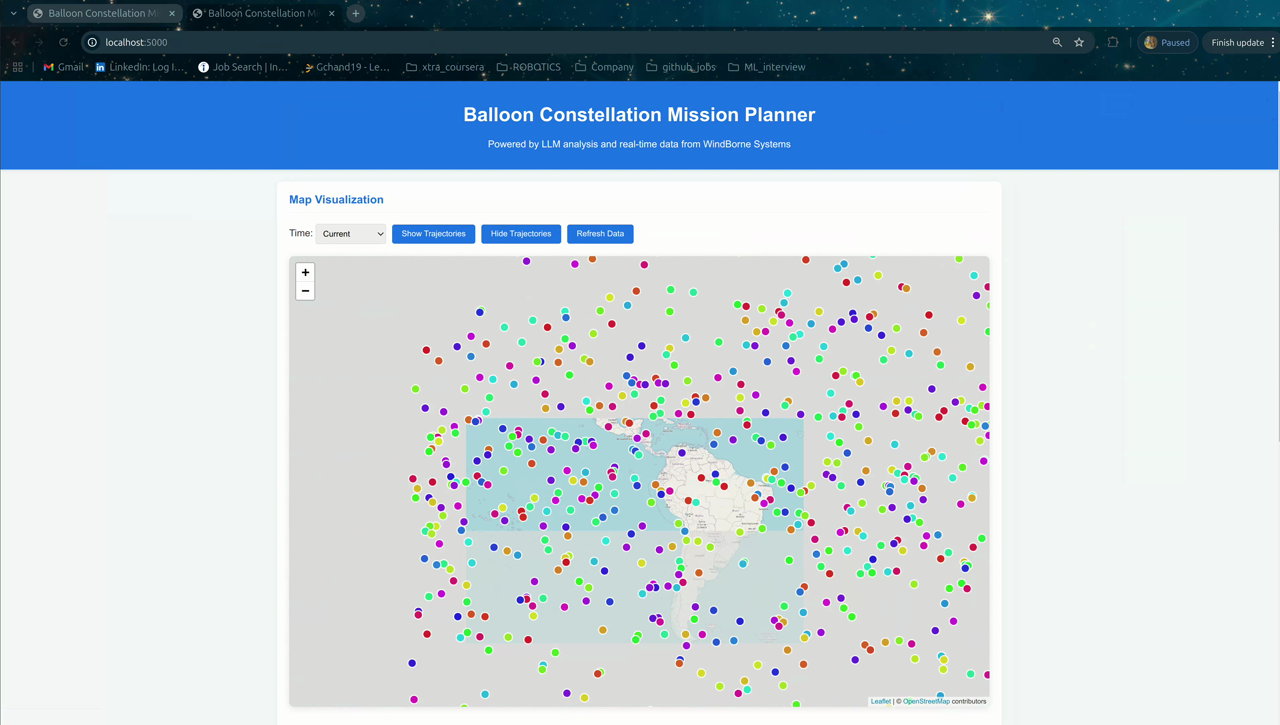 Balloon Constellation Mi
Balloon Constellation M
localhost:5000
Paused
Finish update
Gmail
LinkedIn: Log I...
Job Search | In...
Gchand19 - Le...
xtra_coursera
ROBOTICS
Company
github_jobs
ML_interview
Balloon Constellation Mission Planner
Powered by LLM analysis and real-time data from WindBorne Systems
Map Visualization
Time: Current Show Trajectories Hide Trajectories Refresh Data
+
−
Leaflet | © OpenStreetMap contributors